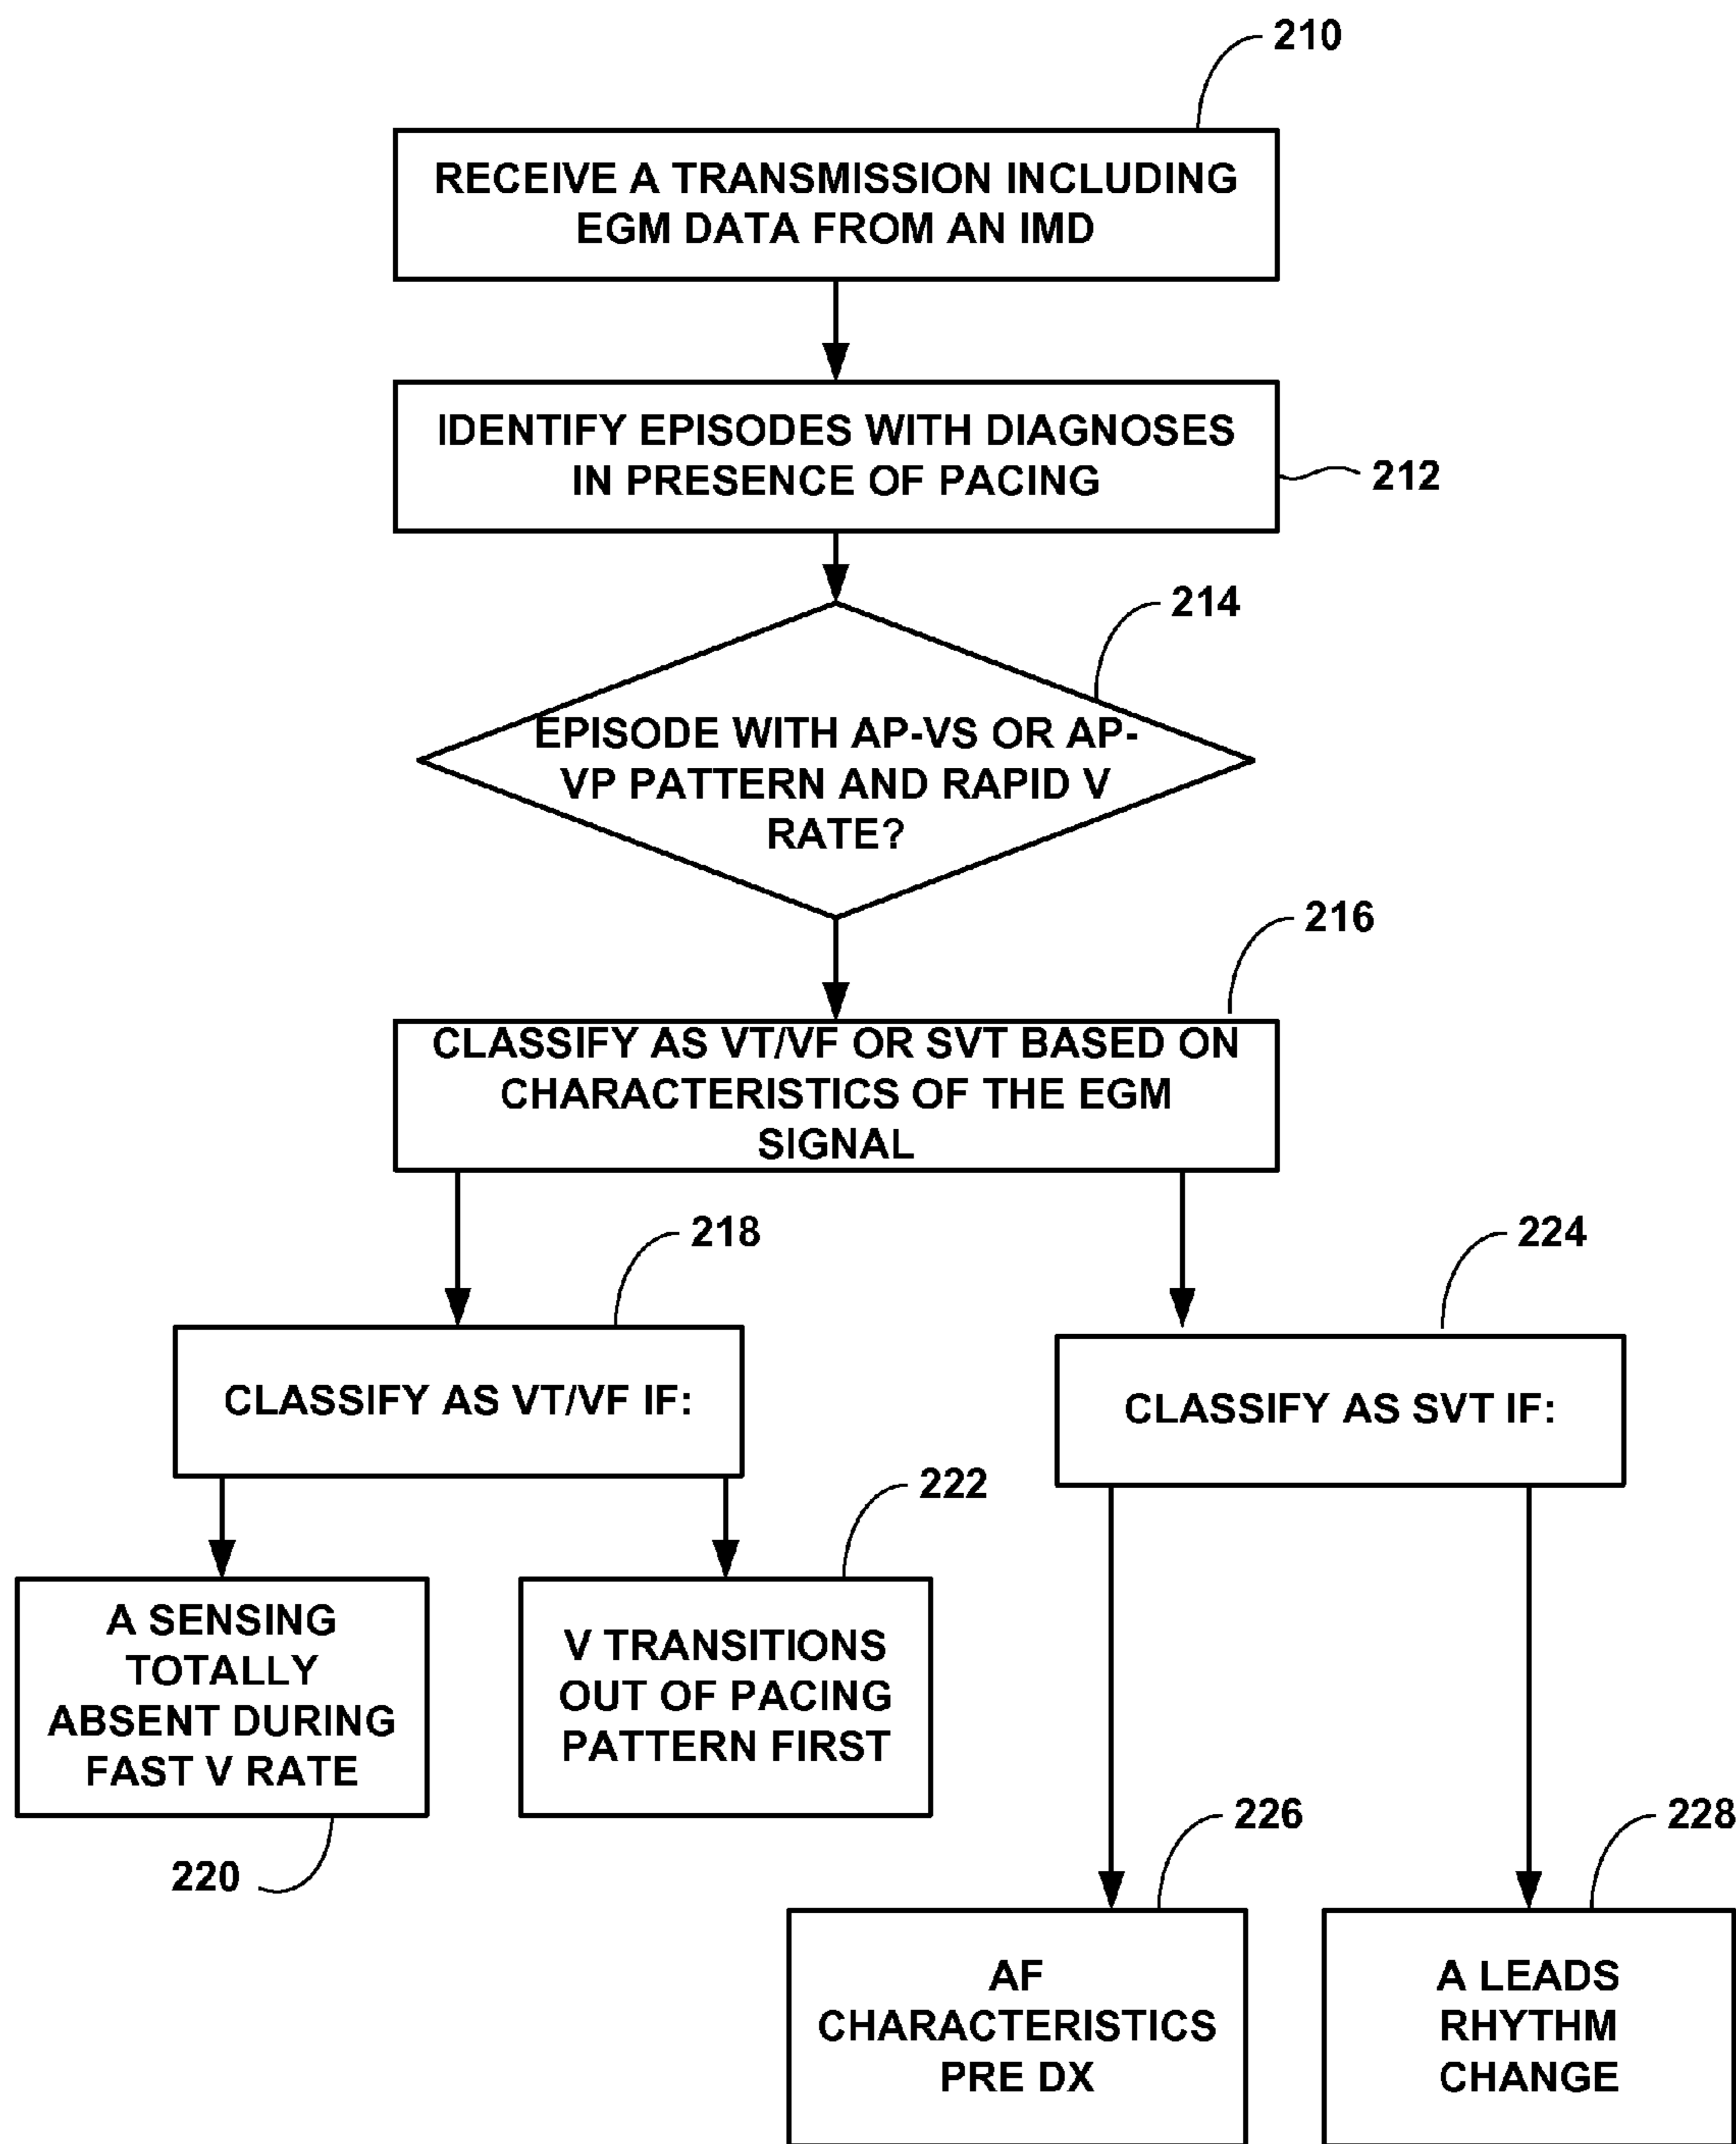 210
RECEIVE A TRANSMISSION INCLUDING
EGM DATA FROM AN IMD
IDENTIFY EPISODES WITH DIAGNOSES
IN PRESENCE OF PACING
212
214
EPISODE WITH AP-VS OR AP-
VP PATTERN AND RAPID V
RATE?
216
CLASSIFY AS VT/VF OR SVT BASED ON
CHARACTERISTICS OF THE EGM
SIGNAL
218
CLASSIFY AS VT/VF IF:
224
CLASSIFY AS SVT IF:
A SENSING
TOTALLY
ABSENT DURING
FAST V RATE
220
222
V TRANSITIONS
OUT OF PACING
PATTERN FIRST
226
AF
CHARACTERISTICS
PRE DX
228
A LEADS
RHYTHM
CHANGE